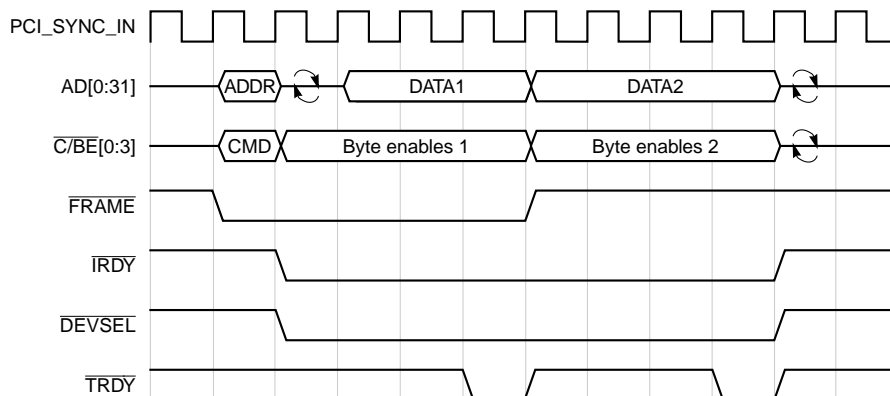 PCI_SYNC_IN
AD[0:31] ADDR DATA1 DATA2
C/BE[0:3] CMD Byte enables 1 Byte enables 2
FRAME
IRDY
DEVSEL
TRDY